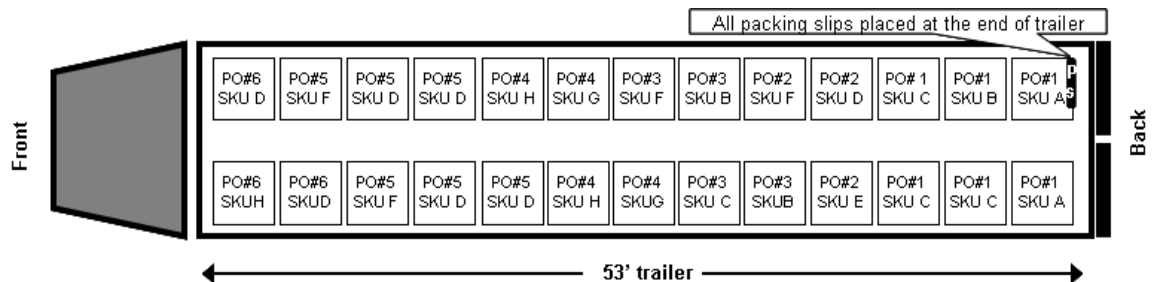 All packing slips placed at the end of trailer
PO#6 PO#5 PO#5 PO#5 PO#4 PO#4 PO#3 PO#3 PO#2 PO#2 PO# 1 PO#1 PO#1 P
SKU D SKU F SKU D SKU D SKU H SKU G SKU F SKU B SKU F SKU D SKU C SKU B SKU A s
Front
Back
PO#6 PO#6 PO#5 PO#5 PO#5 PO#4 PO#4 PO#3 PO#3 PO#2 PO#1 PO#1 PO#1
SKUH SKUD SKU F SKU D SKU D SKU H SKUG SKU C SKUB SKU E SKU C SKU C SKU A
53’ trailer